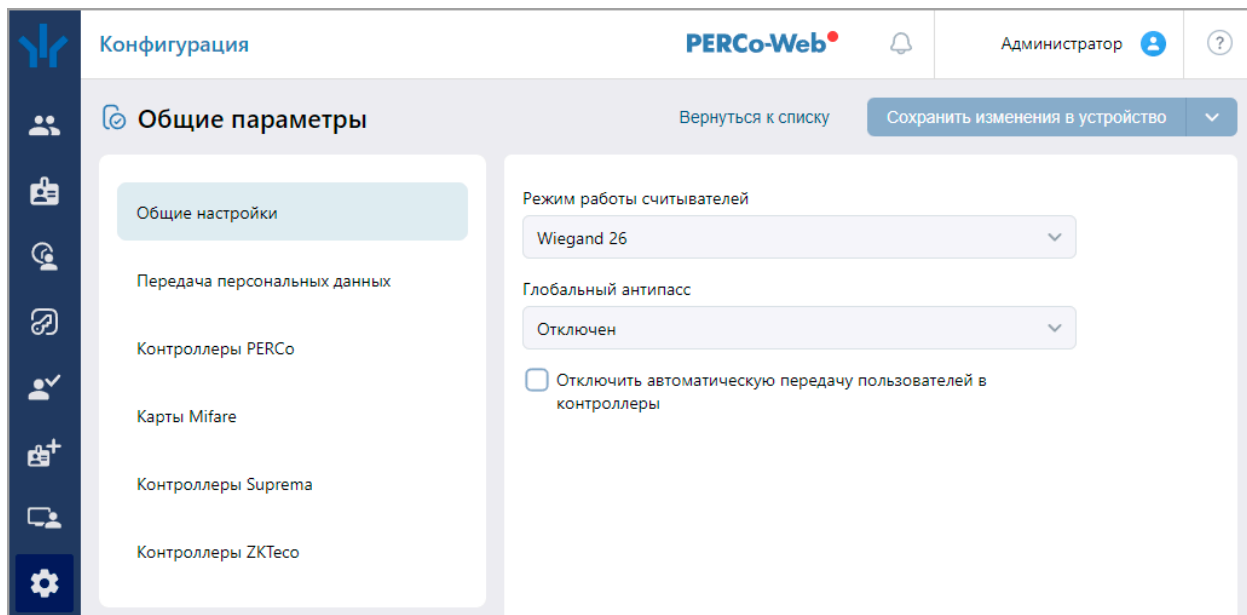 Конфигурация
PERCo-Web
Администратор
?
Общие параметры
Вернуться к списку
Сохранить изменения в устройство
Общие настройки
Передача персональных данных
Контроллеры PERCo
Карты Mifare
Контроллеры Suprema
Контроллеры ZKTeco
Режим работы считывателей
Wiegand 26
Глобальный антипасс
Отключен
Отключить автоматическую передачу пользователей в
контроллеры